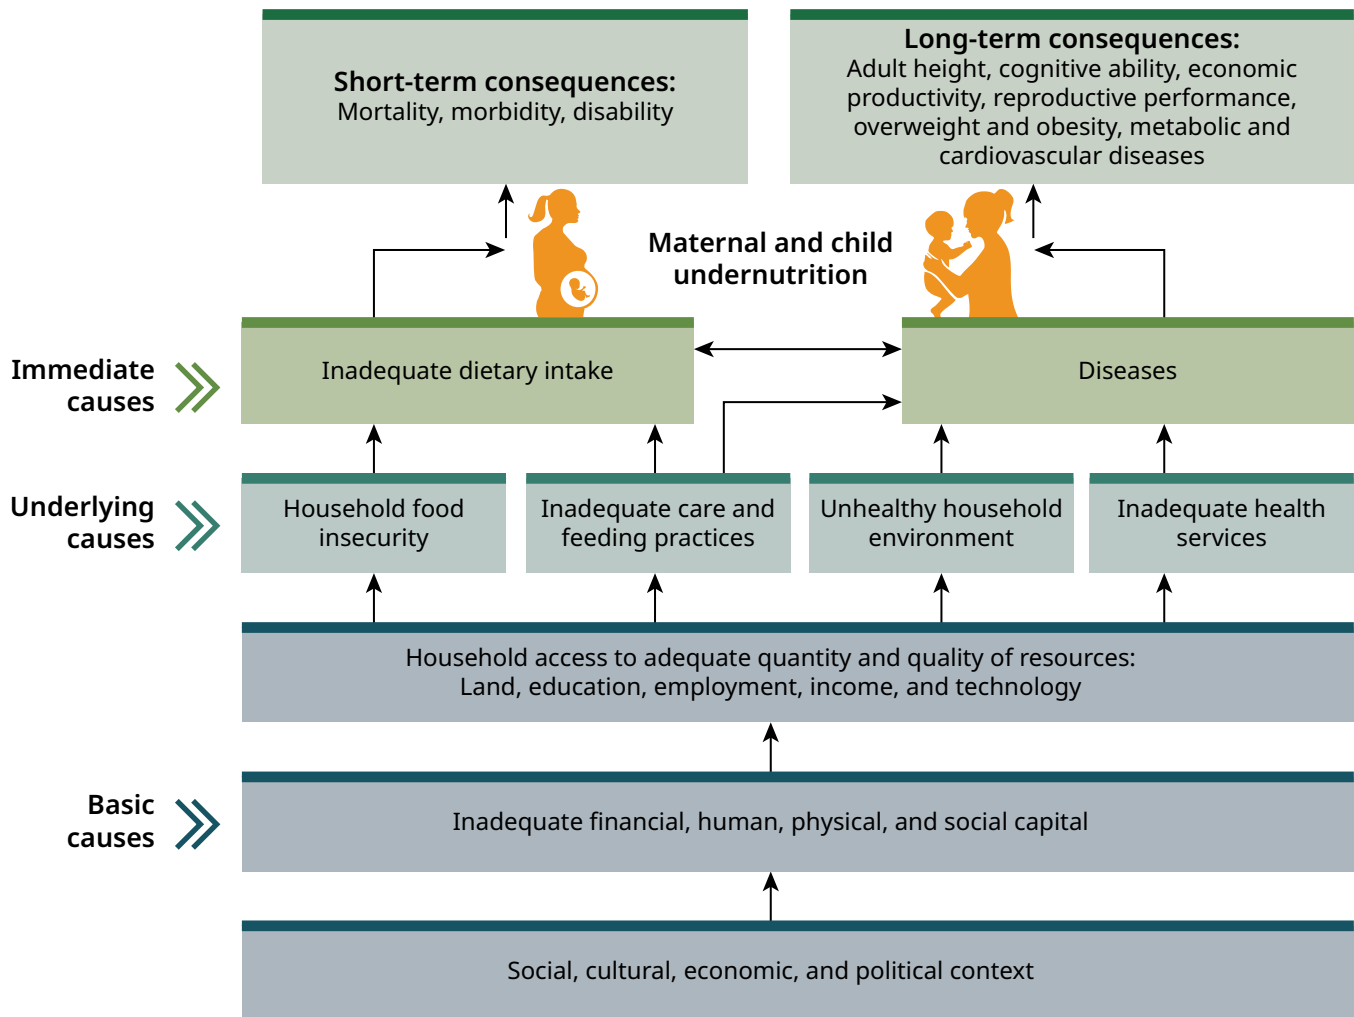 Short-term consequences:
Mortality, morbidity, disability
Long-term consequences:
Adult height, cognitive ability, economic
productivity, reproductive performance,
overweight and obesity, metabolic and
cardiovascular diseases
Maternal and child
undernutrition
Immediate
causes
Inadequate dietary intake
Diseases
Underlying
causes
Household food
insecurity
Inadequate care and
feeding practices
Unhealthy household
environment
Inadequate health
services
Household access to adequate quantity and quality of resources:
Land, education, employment, income, and technology
Basic
causes
Inadequate financial, human, physical, and social capital
Social, cultural, economic, and political context